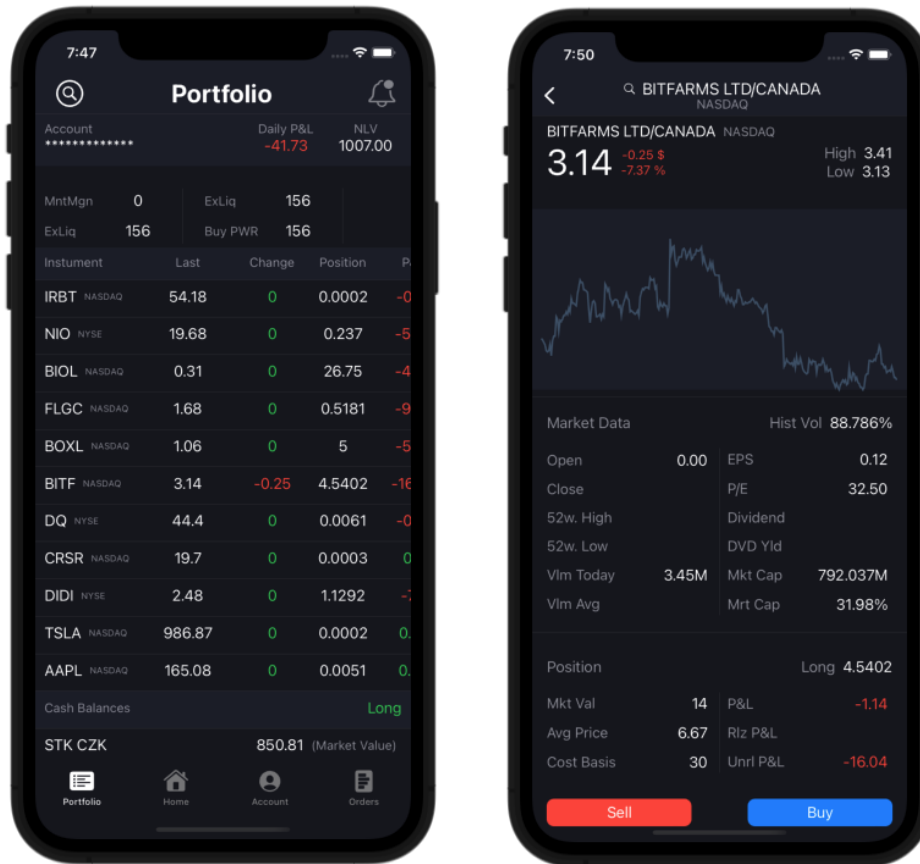 7:47
Portfolio
Account Daily P&L NLV
************* -41.73 1007.00
MntMgn 0 ExLiq 156
ExLiq 156 Buy PWR 156
Instument Last Change Position
IRBT NASDAQ 54.18 0 0.0002 -0
NIO NYSE 19.68 0 0.237 -5
BIOL NASDAQ 0.31 0 26.75 -4
FLGC NASDAQ 1.68 0 0.5181 -9
BOXL NASDAQ 1.06 0 5 -5
BITF NASDAQ 3.14 -0.25 4.5402 -16
DQ NYSE 44.4 0 0.0061 -0
CRSR NASDAQ 19.7 0 0.0003 0
DIDI NYSE 2.48 0 1.1292
TSLA NASDAQ 986.87 0 0.0002 0.
AAPL NASDAQ 165.08 0 0.0051 0.
Cash Balances Long
STK CZK 850.81 (Market Value)
Portfolio Home Account Orders
7:50
BITFARMS LTD/CANADA
NASDAQ
BITFARMS LTD/CANADA NASDAQ
3.14 -0.25 $ High 3.41
-7.37 % Low 3.13
Market Data Hist Vol 88.786%
Open 0.00 EPS 0.12
Close P/E 32.50
52w. High Dividend
52w. Low DVD Yld
Vlm Today 3.45M Mkt Cap 792.037M
Vlm Avg Mrt Cap 31.98%
Position Long 4.5402
Mkt Val 14 P&L -1.14
Avg Price 6.67 Rlz P&L
Cost Basis 30 Unrl P&L -16.04
Sell Buy